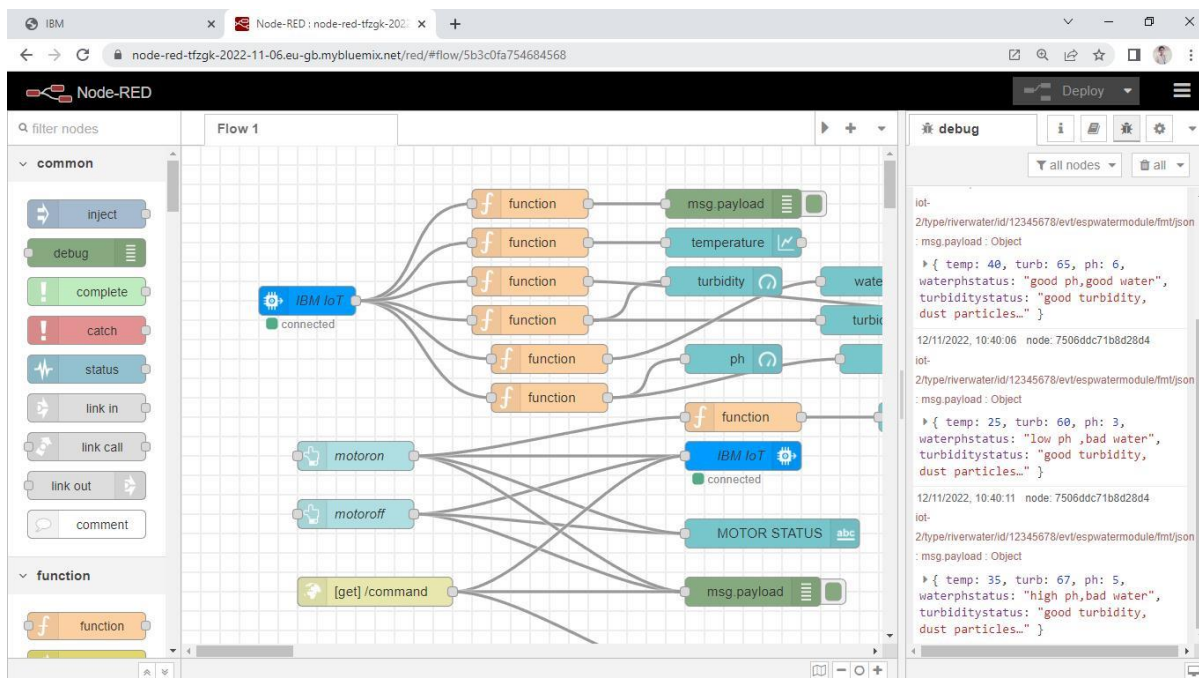 IBM
Node-RED : node-red-tfzgk-202
node-red-tfzgk-2022-11-06.eu-gb.mybluemix.net/red/#flow/5b3c0fa754684568
Node-RED
Deploy
filter nodes
Flow 1
debug
i
common
all nodes
all
inject
debug
complete
catch
status
link in
link call
link out
comment
function
function
function
msg.payload
function
temperature
function
turbidity
wate
IBM IoT
connected
function
turbid
function
ph
function
function
motoron
IBM IoT
connected
motoroff
MOTOR STATUS
abc
[get] /command
msg.payload
iot-
2/type/riverwater/id/12345678/evt/espwatermodule/fmt/json
: msg.payload : Object
{ temp: 40, turb: 65, ph: 6,
waterphstatus: "good ph,good water",
turbiditystatus: "good turbidity,
dust particles…" }
12/11/2022, 10:40:06 node: 7506ddc71b8d28d4
iot-
2/type/riverwater/id/12345678/evt/espwatermodule/fmt/json
: msg.payload : Object
{ temp: 25, turb: 60, ph: 3,
waterphstatus: "low ph ,bad water",
turbiditystatus: "good turbidity,
dust particles…" }
12/11/2022, 10:40:11 node: 7506ddc71b8d28d4
iot-
2/type/riverwater/id/12345678/evt/espwatermodule/fmt/json
: msg.payload : Object
{ temp: 35, turb: 67, ph: 5,
waterphstatus: "high ph,bad water",
turbiditystatus: "good turbidity,
dust particles…" }